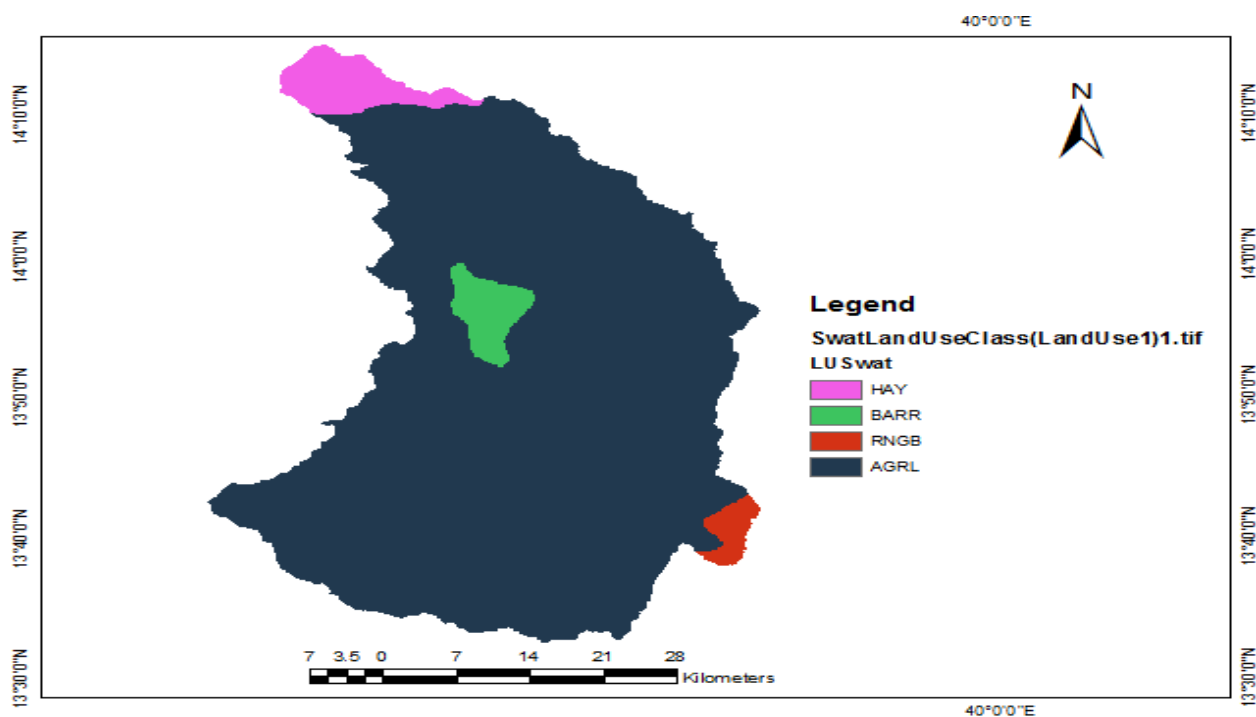 40°0'0"E
14°10'0"N
14°10'0"N
N
14°0'0"N
14°0'0"N
Legend
SwatLandUseClass(LandUse1)1.tif
LUSwat
HAY
BARR
RNGB
AGRL
13°50'0"N
13°50'0"N
13°40'0"N
13°40'0"N
7 3.5 0 7 14 21 28
Kilometers
13°30'0"N
13°30'0"N
40°0'0"E